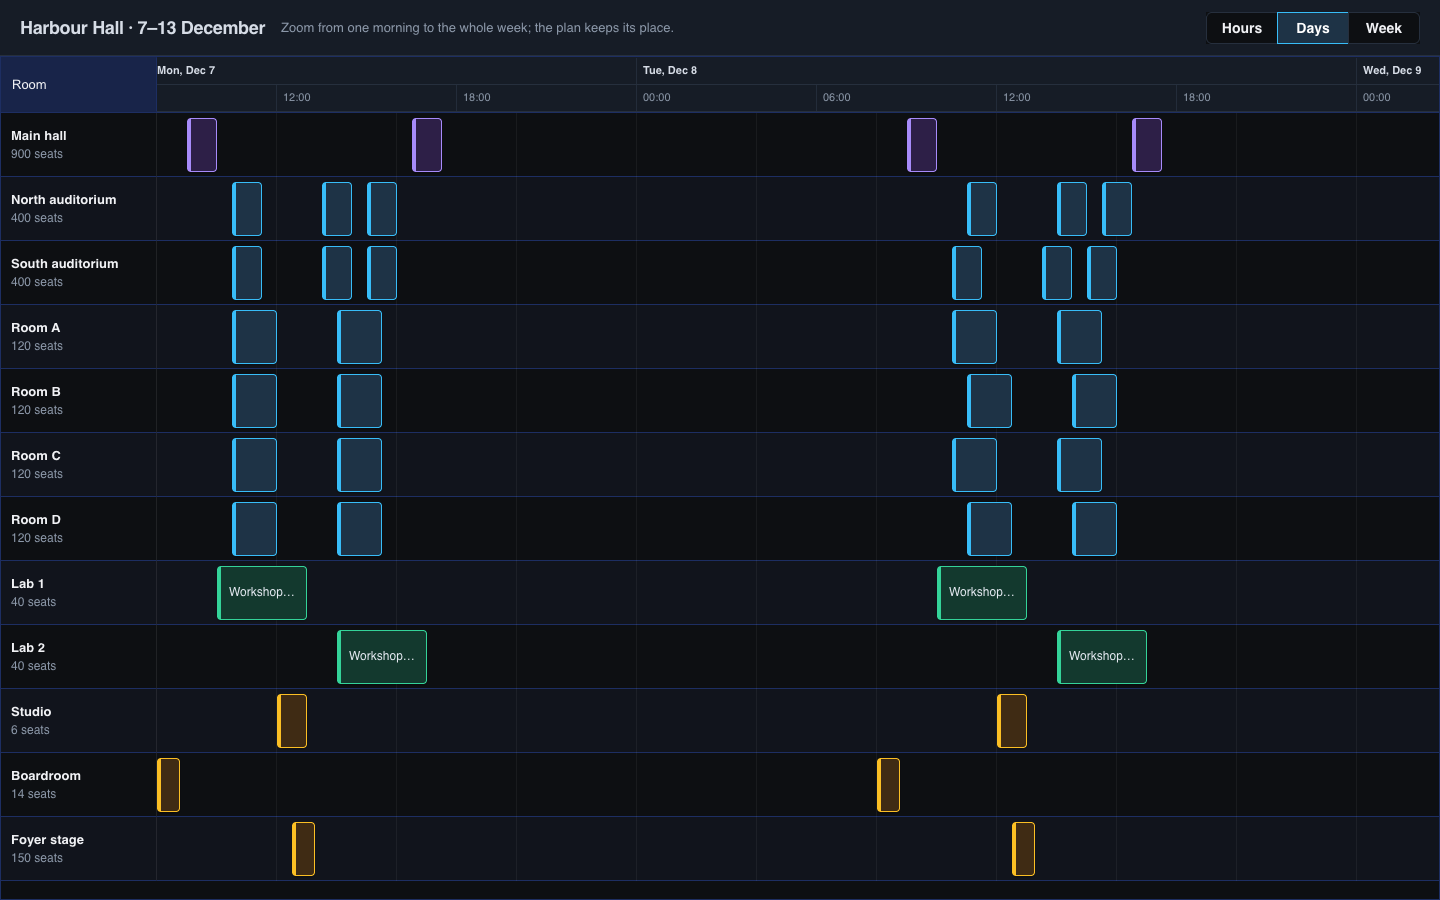 Harbour Hall · 7–13 December
Zoom from one morning to the whole week; the plan keeps its place.
Hours
Days
Week
Room
Mon, Dec 7
Tue, Dec 8
Wed, Dec 9
12:00
18:00
00:00
06:00
12:00
18:00
00:00
Main hall
900 seats
North auditorium
400 seats
South auditorium
400 seats
Room A
120 seats
Room B
120 seats
Room C
120 seats
Room D
120 seats
Lab 1
40 seats
Workshop…
Workshop…
Lab 2
40 seats
Workshop…
Workshop…
Studio
6 seats
Boardroom
14 seats
Foyer stage
150 seats